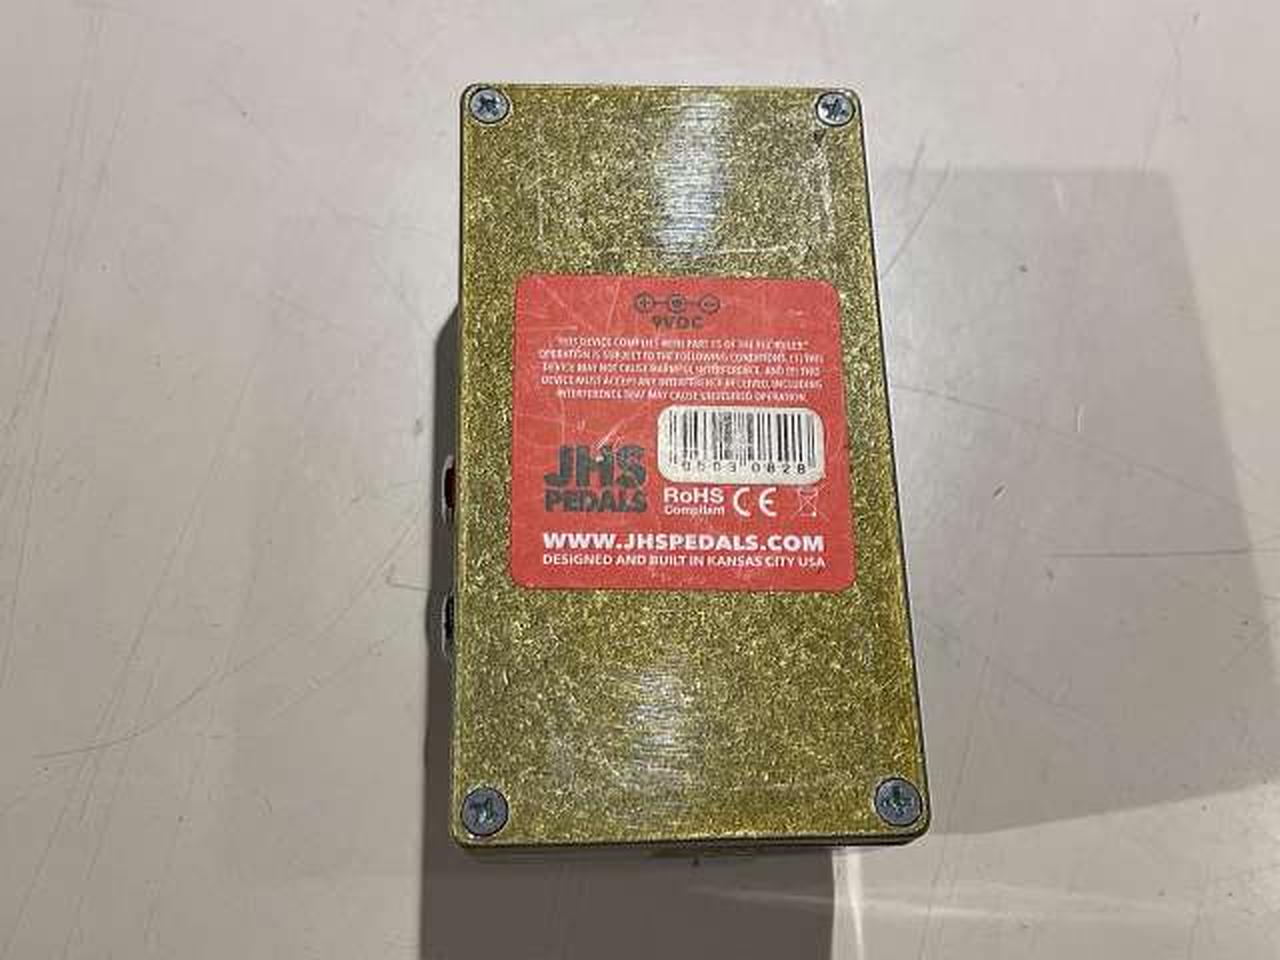 9VDC
"THIS DEVICE COMPLIES WITH PART 15 OF THE FCC RULES"
OPERATION IS SUBJECT TO THE FOLLOWING CONDITIONS. (1) THIS
DEVICE MAY NOT CAUSE HARMFUL INTERFERENCE, AND (2) THIS
DEVICE MUST ACCEPT ANY INTERFERENCE RECEIVED, INCLUDING
INTERFERENCE THAT MAY CAUSE UNDESIRED OPERATION.
0503 0828
JHS
PEDALS
RoHS
Compliant
CE
WWW.JHSPEDALS.COM
DESIGNED AND BUILT IN KANSAS CITY USA